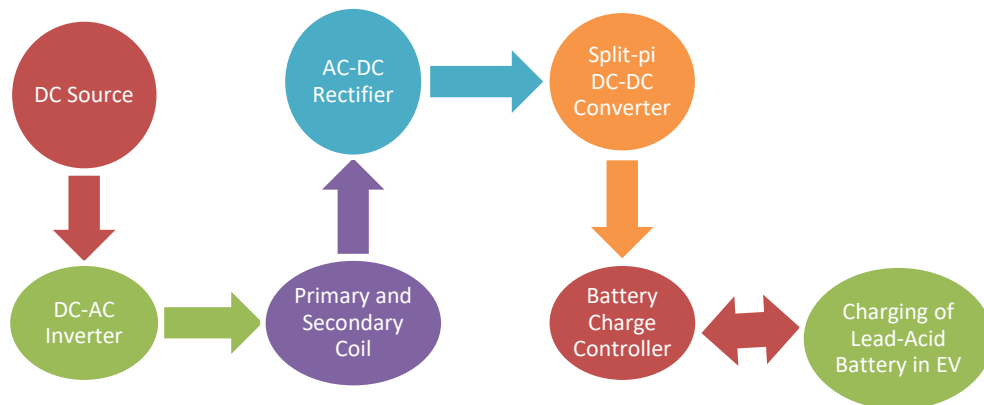 DC Source
DC-AC
Inverter
Primary and
Secondary
Coil
AC-DC
Rectifier
Split-pi
DC-DC
Converter
Battery
Charge
Controller
Charging of
Lead-Acid
Battery in EV